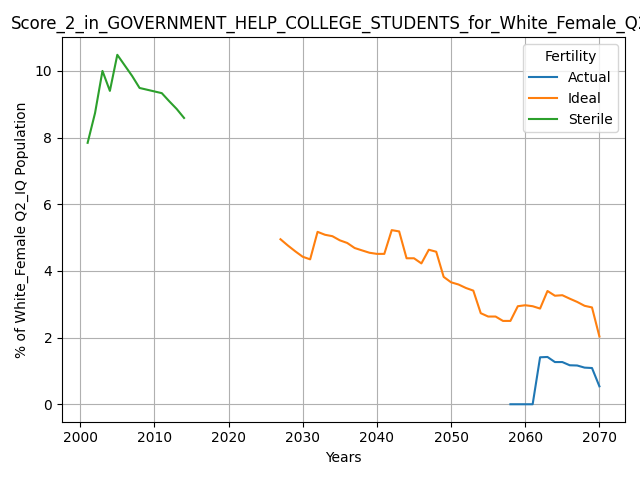 Score_2_in_GOVERNMENT_HELP_COLLEGE_STUDENTS_for_White_Female_Q2
Fertility
Actual
Ideal
Sterile
% of White_Female Q2_IQ Population
10
8
6
4
2
0
2000 2010 2020 2030 2040 2050 2060 2070
Years